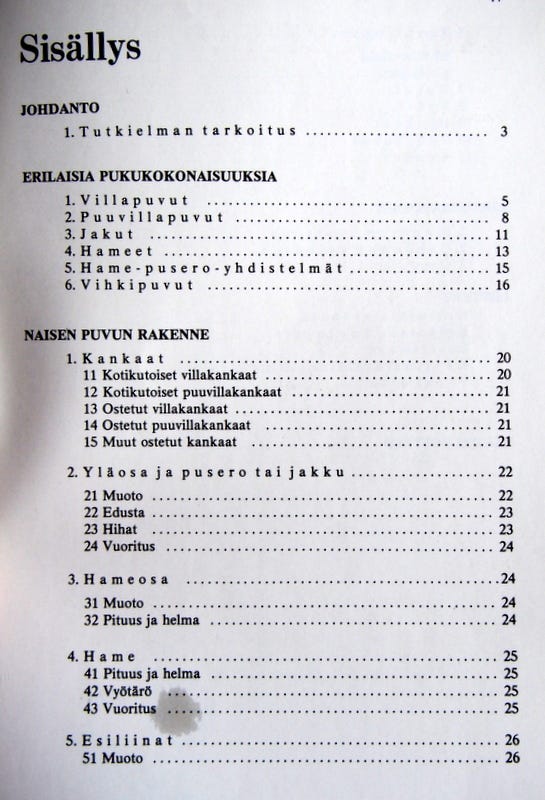 Sisällys
JOHDANTO
1. Tutkielman tarkoitus ........................ 3
ERILAISIA PUKUKOKONAISUUKSIA
1. Villapuvut ........................ 5
2. Puuvillapuvut ........................ 8
3. Jakut ........................ 11
4. Hameet ........................ 13
5. Hame-pusero-yhdistelmät ........................ 15
6. Vihkipuvut ........................ 16
NAISEN PUVUN RAKENNE
1. Kankaat ........................ 20
11 Kotikutoiset villakankaat ........................ 20
12 Kotikutoiset puuvillakankaat ........................ 21
13 Ostetut villakankaat ........................ 21
14 Ostetut puuvillakankaat ........................ 21
15 Muut ostetut kankaat ........................ 21
2. Yläosa ja pusero tai jakku ........................ 22
21 Muoto ........................ 22
22 Edusta ........................ 23
23 Hihat ........................ 23
24 Vuoritus ........................ 24
3. Hameosa ........................ 24
31 Muoto ........................ 24
32 Pituus ja helma ........................ 24
4. Hame ........................ 25
41 Pituus ja helma ........................ 25
42 Vyötärö ........................ 25
43 Vuoritus ........................ 25
5. Esiliinat ........................ 26
51 Muoto ........................ 26